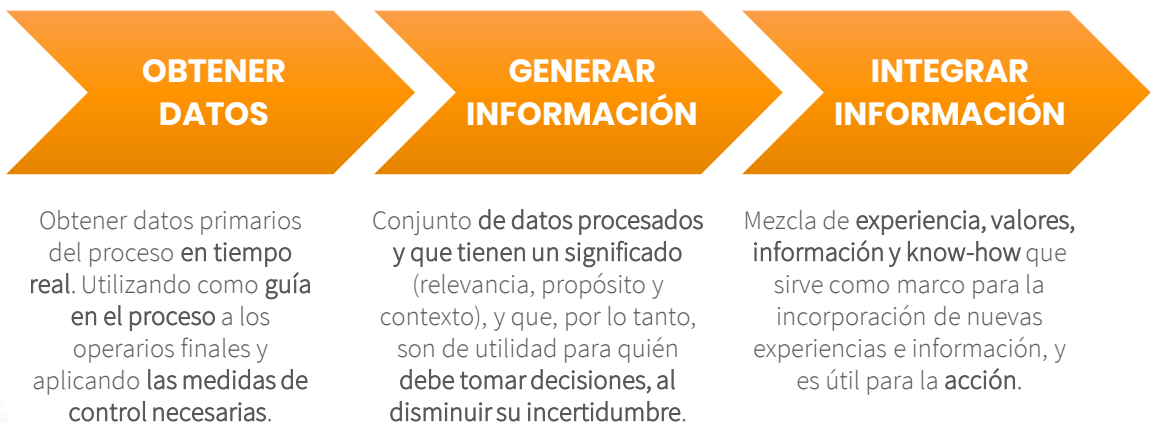 OBTENER
DATOS
GENERAR
INFORMACIÓN
INTEGRAR
INFORMACIÓN
Obtener datos primarios
del proceso en tiempo
real. Utilizando como guía
en el proceso a los
operarios finales y
aplicando las medidas de
control necesarias.
Conjunto de datos procesados
y que tienen un significado
(relevancia, propósito y
contexto), y que, por lo tanto,
son de utilidad para quién
debe tomar decisiones, al
disminuir su incertidumbre.
Mezcla de experiencia, valores,
información y know-how que
sirve como marco para la
incorporación de nuevas
experiencias e información, y
es útil para la acción.